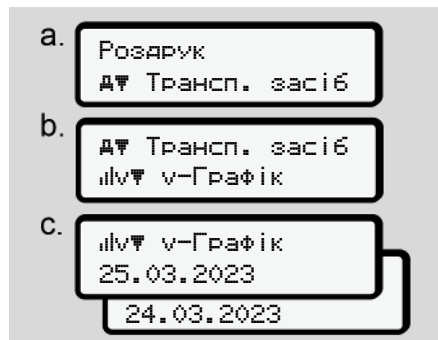 a.
Роздрук
Трансп. засіб
b.
Трансп. засіб
v-Графік
c.
v-Графік
25.03.2023
24.03.2023